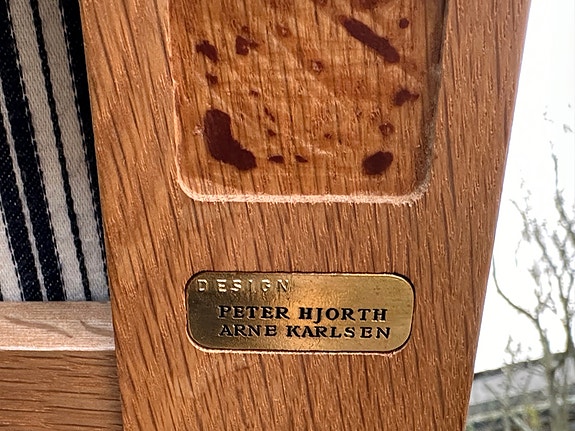 DESIGN
PETER HJORTH
ARNE KARLSEN